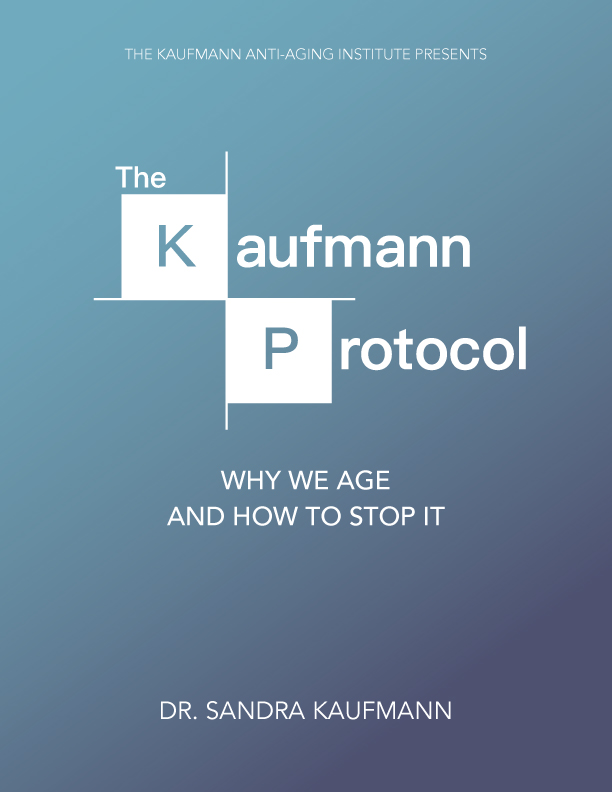 THE KAUFMANN ANTI-AGING INSTITUTE PRESENTS
The
Kaufmann
Protocol
WHY WE AGE
AND HOW TO STOP IT
DR. SANDRA KAUFMANN